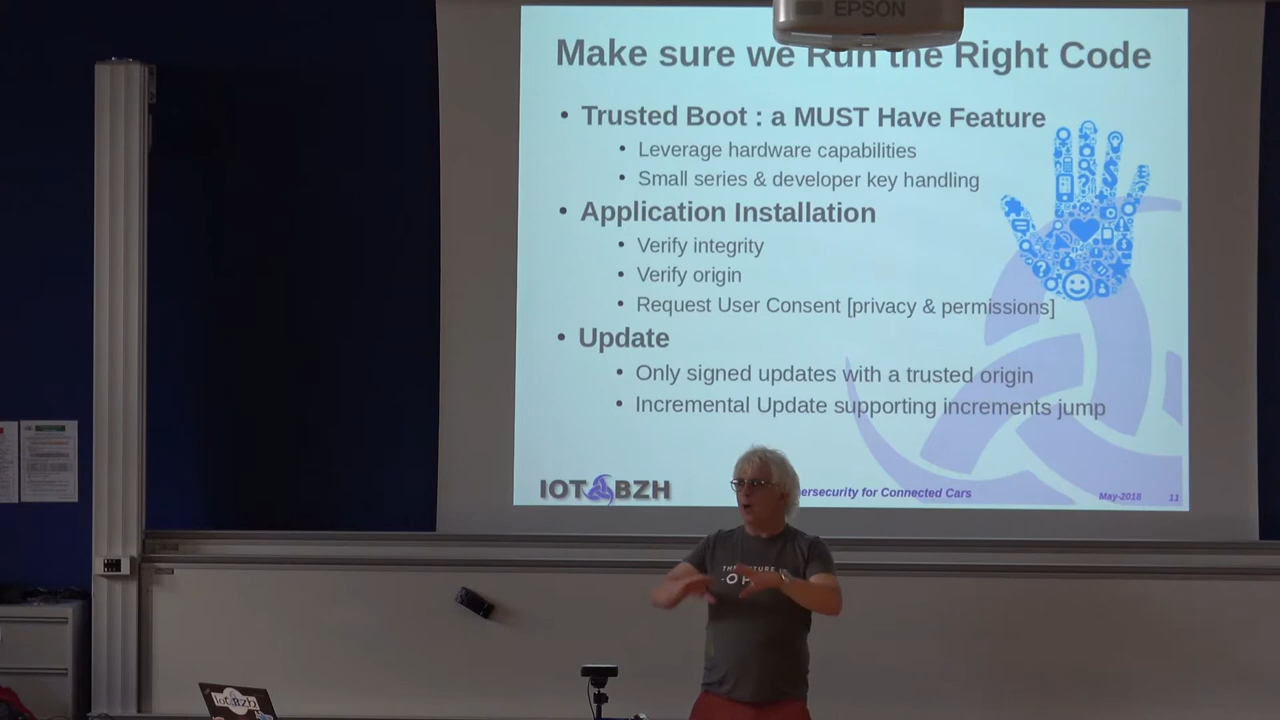 EPSON
Make sure we Run the Right Code
• Trusted Boot : a MUST Have Feature
• Leverage hardware capabilities
• Small series & developer key handling
• Application Installation
• Verify integrity
• Verify origin
• Request User Consent [privacy & permissions]
• Update
• Only signed updates with a trusted origin
• Incremental Update supporting increments jump
IOT BZH
ersecurity for Connected Cars
May-2018 11
IoT.Bzh